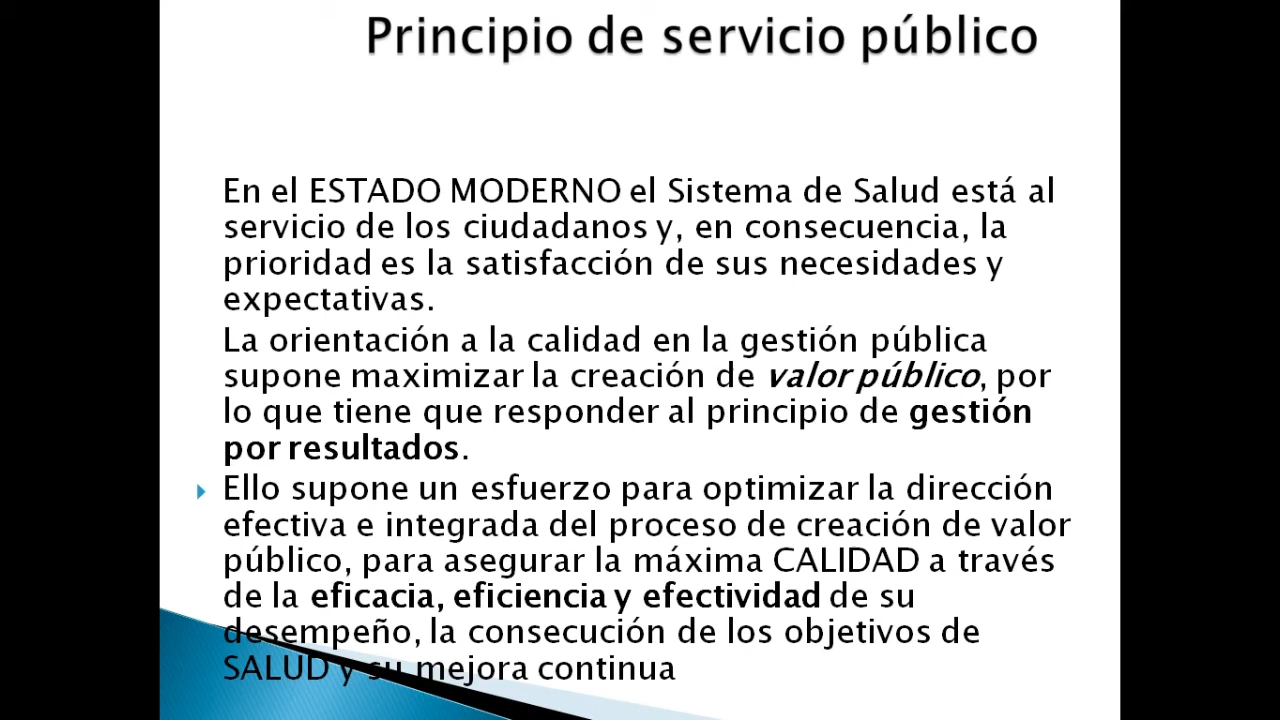 Principio de servicio público
En el ESTADO MODERNO el Sistema de Salud está al
servicio de los ciudadanos y, en consecuencia, la
prioridad es la satisfacción de sus necesidades y
expectativas.
La orientación a la calidad en la gestión pública
supone maximizar la creación de valor público, por
lo que tiene que responder al principio de gestión
por resultados.
Ello supone un esfuerzo para optimizar la dirección
efectiva e integrada del proceso de creación de valor
público, para asegurar la máxima CALIDAD a través
de la eficacia, eficiencia y efectividad de su
desempeño, la consecución de los objetivos de
SALUD y su mejora continua